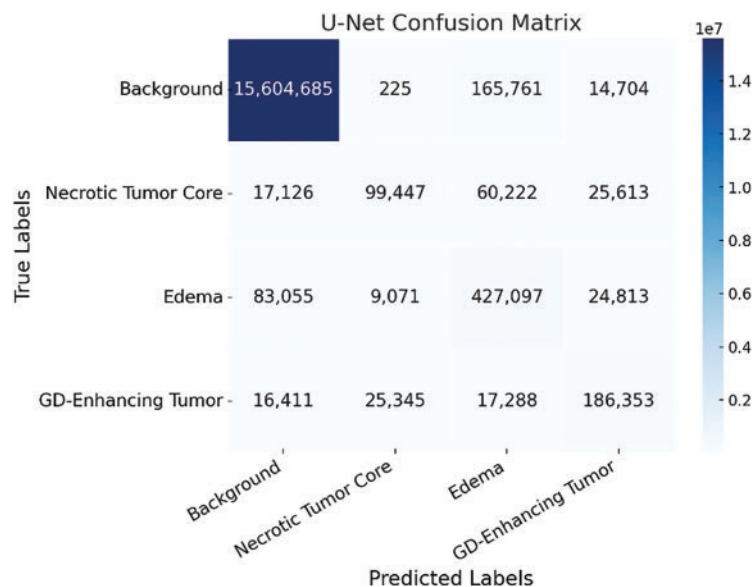 U-Net Confusion Matrix
1e7
Background 15,604,685 225 165,761 14,704
Necrotic Tumor Core 17,126 99,447 60,222 25,613
Edema 83,055 9,071 427,097 24,813
GD-Enhancing Tumor 16,411 25,345 17,288 186,353
True Labels
Background Necrotic Tumor Core Edema GD-Enhancing Tumor
Predicted Labels
1.4
1.2
1.0
0.8
0.6
0.4
0.2